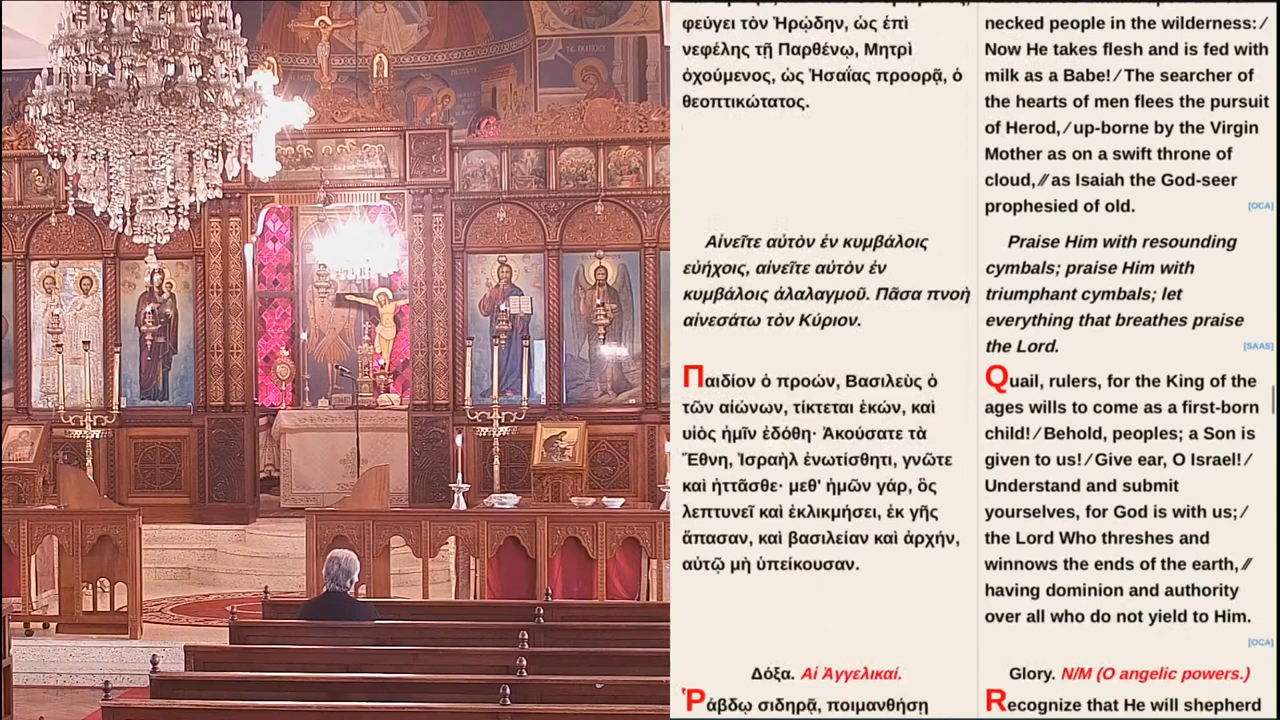 φεύγει τὸν Ἡρῴδην, ὡς ἐπὶ
νεφέλης τῇ Παρθένῳ, Μητρὶ
ὀχούμενος, ὡς Ἡσαΐας προορᾷ, ὁ
θεοπτικώτατος.
Αἰνεῖτε αὐτὸν ἐν κυμβάλοις
εὐήχοις, αἰνεῖτε αὐτὸν ἐν
κυμβάλοις ἀλαλαγμοῦ. Πᾶσα πνοὴ
αἰνεσάτω τὸν Κύριον.
Παιδίον ὁ προών, Βασιλεὺς ὁ
τῶν αἰώνων, τίκτεται ἑκών, καὶ
υἱὸς ἡμῖν ἐδόθη· Ἀκούσατε τὰ
Ἔθνη, Ἰσραὴλ ἐνωτίσθητι, γνῶτε
καὶ ἡττᾶσθε· μεθ' ἡμῶν γάρ, ὃς
λεπτυνεῖ καὶ ἐκλικμήσει, ἐκ γῆς
ἅπασαν, καὶ βασιλείαν καὶ ἀρχήν,
αὐτῷ μὴ ὑπείκουσαν.
Δόξα. Αἱ Ἀγγελικαί.
Ῥάβδῳ σιδηρᾷ, ποιμανθήσῃ
necked people in the wilderness:/
Now He takes flesh and is fed with
milk as a Babe!/The searcher of
the hearts of men flees the pursuit
of Herod,/up-borne by the Virgin
Mother as on a swift throne of
cloud,//as Isaiah the God-seer
prophesied of old. [OCA]
Praise Him with resounding
cymbals; praise Him with
triumphant cymbals; let
everything that breathes praise
the Lord. [SAAS]
Quail, rulers, for the King of the
ages wills to come as a first-born
child!/Behold, peoples; a Son is
given to us!/Give ear, O Israel!/
Understand and submit
yourselves, for God is with us;/
the Lord Who threshes and
winnows the ends of the earth,//
having dominion and authority
over all who do not yield to Him.
[OCA]
Glory. N/M (O angelic powers.)
Recognize that He will shepherd